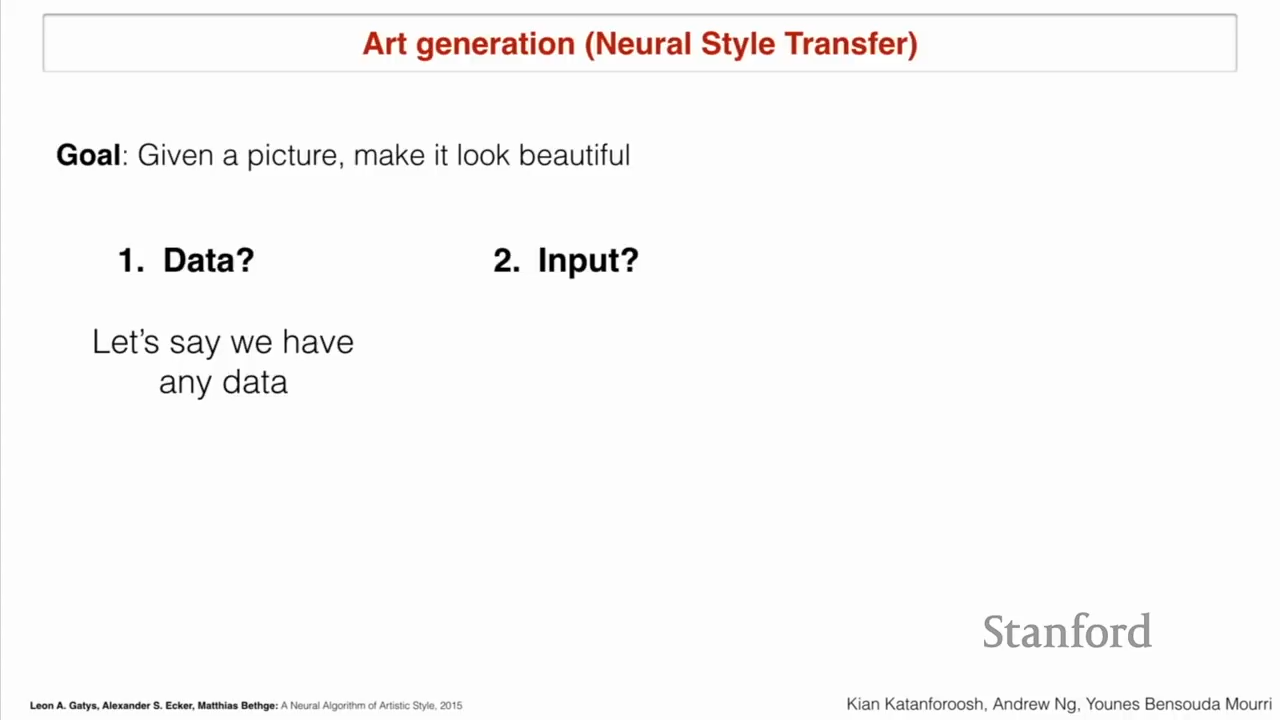 Art generation (Neural Style Transfer)
Goal: Given a picture, make it look beautiful
1. Data?
2. Input?
Let's say we have
any data
Stanford
Leon A. Gatys, Alexander S. Ecker, Matthias Bethge: A Neural Algorithm of Artistic Style, 2015
Kian Katanforoosh, Andrew Ng, Younes Bensouda Mourri